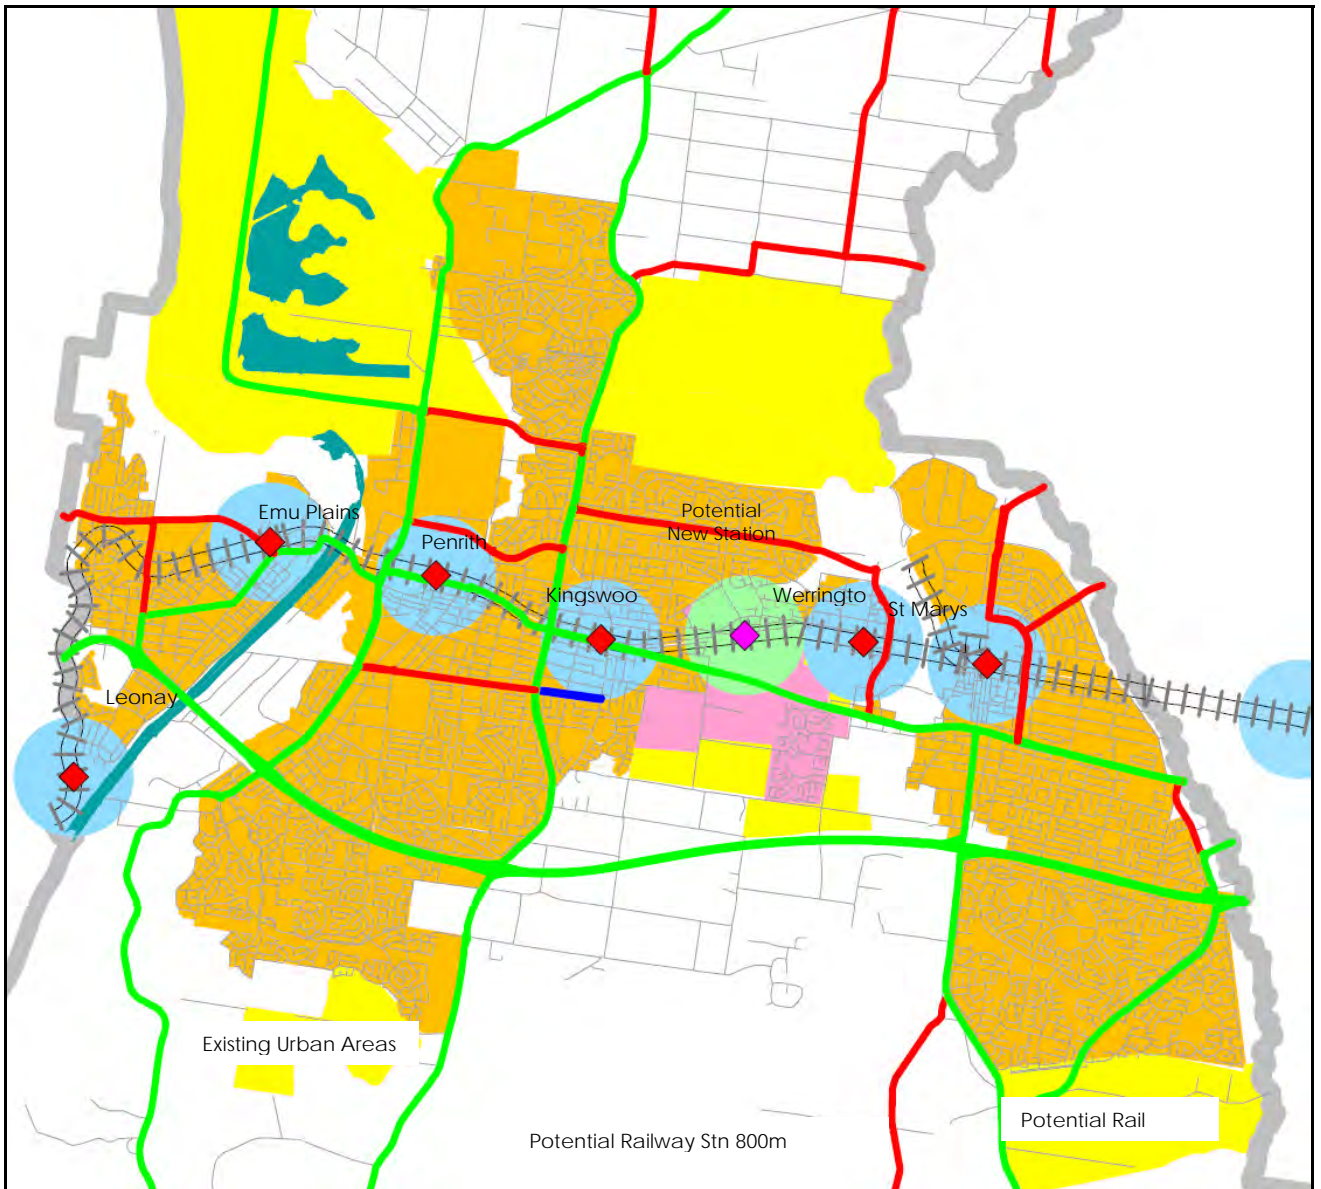 Emu Plains
Potential
New Station
Penrith
Kingswoo
Werringto
St Marys
Leonay
Existing Urban Areas
Potential Rail
Potential Railway Stn 800m